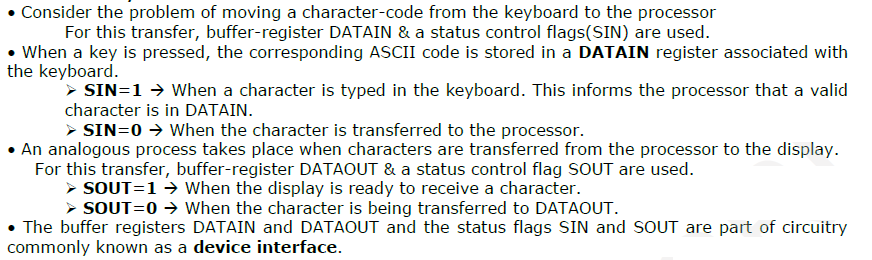 • Consider the problem of moving a character-code from the keyboard to the processor
For this transfer, buffer-register DATAIN & a status control flags(SIN) are used.
• When a key is pressed, the corresponding ASCII code is stored in a DATAIN register associated with
the keyboard.
➢ SIN=1 → When a character is typed in the keyboard. This informs the processor that a valid
character is in DATAIN.
➢ SIN=0 → When the character is transferred to the processor.
• An analogous process takes place when characters are transferred from the processor to the display.
For this transfer, buffer-register DATAOUT & a status control flag SOUT are used.
➢ SOUT=1 → When the display is ready to receive a character.
➢ SOUT=0 → When the character is being transferred to DATAOUT.
• The buffer registers DATAIN and DATAOUT and the status flags SIN and SOUT are part of circuitry
commonly known as a device interface.